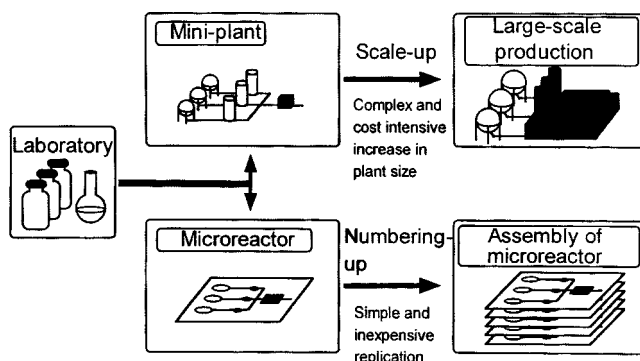 Mini-plant
Scale-up
Large-scale
production
Complex and
cost intensive
increase in
plant size
Laboratory
Microreactor
Numbering-
up
Assembly of
microreactor
Simple and
inexpensive
replication